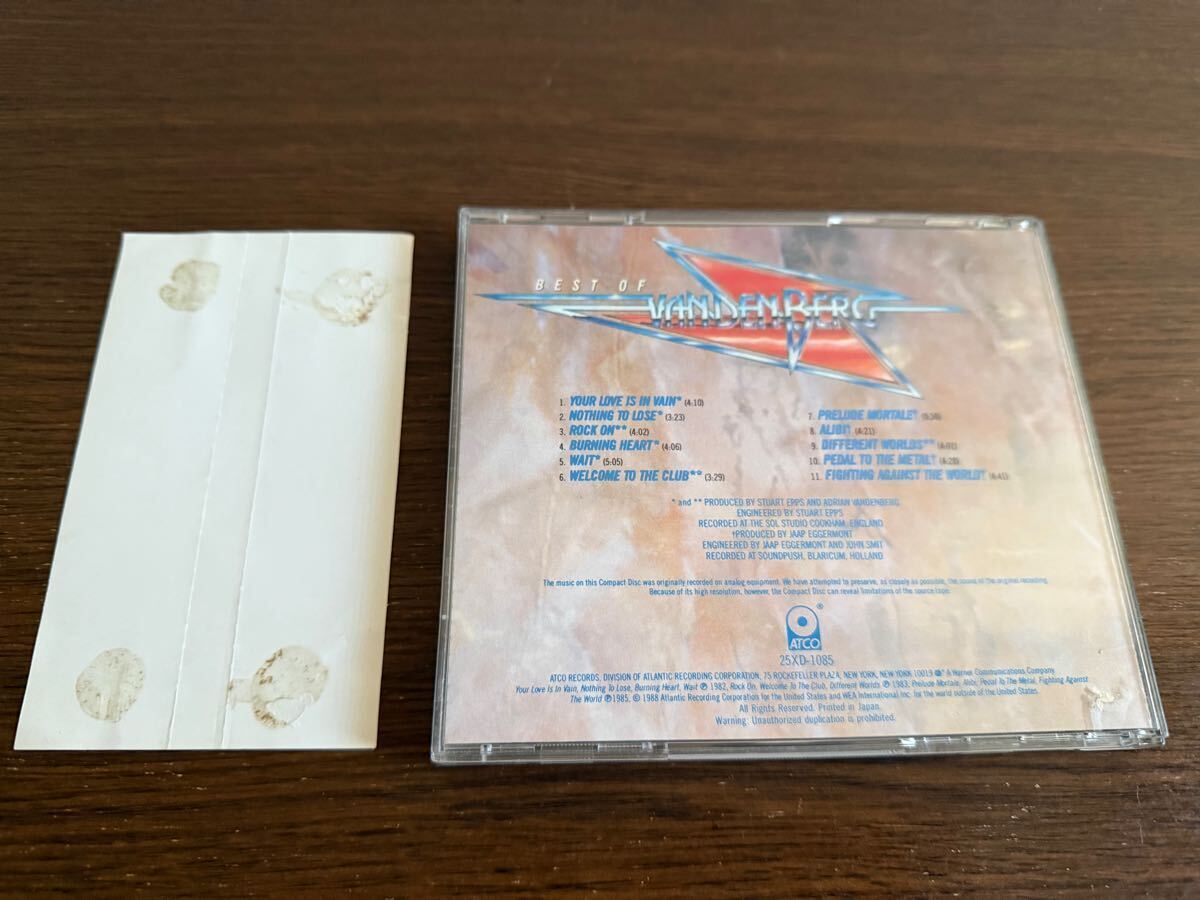 BEST OF
VANDENBERG
1. YOUR LOVE IS IN VAIN* (4:10)
2. NOTHING TO LOSE* (3:23)
3. ROCK ON** (4:02)
4. BURNING HEART* (4:06)
5. WAIT* (5:05)
6. WELCOME TO THE CLUB** (3:29)
7. PRELUDE MORTALE†
8. ALIBI† (4:21)
9. DIFFERENT WORLDS**
10. PEDAL TO THE METAL† (4:28)
11. FIGHTING AGAINST THE WORLD† (4:41)
* and ** PRODUCED BY STUART EPPS AND ADRIAN VANDENBERG
ENGINEERED BY STUART EPPS
RECORDED AT THE SOL STUDIO COOKHAM, ENGLAND
†PRODUCED BY JAAP EGGERMONT
ENGINEERED BY JAAP EGGERMONT AND JOHN SMIT
RECORDED AT SOUNDPUSH, BLARICUM, HOLLAND
The music on this Compact Disc was originally recorded on analog equipment. We have attempted to preserve, as closely as possible, the sound of the original recording.
Because of its high resolution, however, the Compact Disc can reveal limitations of the source tape.
®
ATCO
25XD-1085
ATCO RECORDS, DIVISION OF ATLANTIC RECORDING CORPORATION, 75 ROCKEFELLER PLAZA, NEW YORK, NEW YORK 10019 A Warner Communications Company
Your Love Is In Vain, Nothing To Lose, Burning Heart, Wait ℗ 1982, Rock On, Welcome To The Club, Different Worlds ℗ 1983, Prelude Mortale, Alibi, Pedal To The Metal, Fighting Against
The World ℗1985, © 1988 Atlantic Recording Corporation for the United States and WEA International Inc. for the world outside of the United States.
All Rights Reserved. Printed in Japan.
Warning: Unauthorized duplication is prohibited.